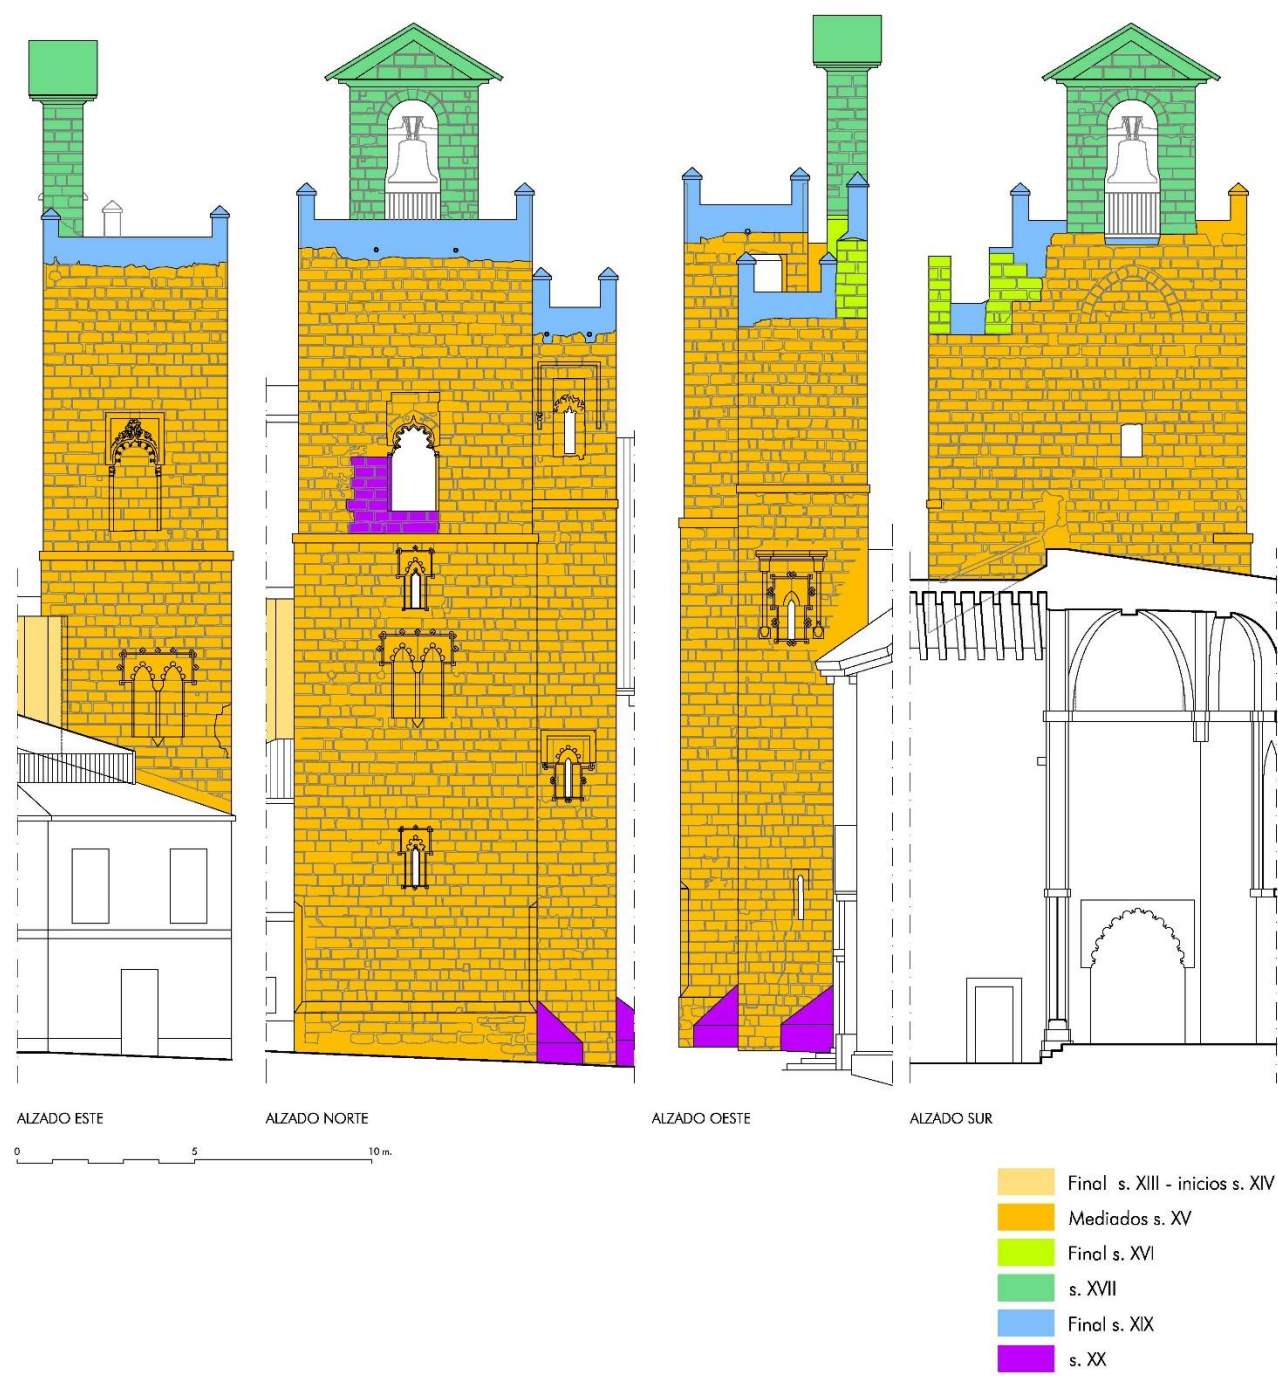 ALZADO ESTE
ALZADO NORTE
ALZADO OESTE
ALZADO SUR
0 5 10 m.
Final s. XIII - inicios s. XIV
Mediados s. XV
Final s. XVI
s. XVII
Final s. XIX
s. XX